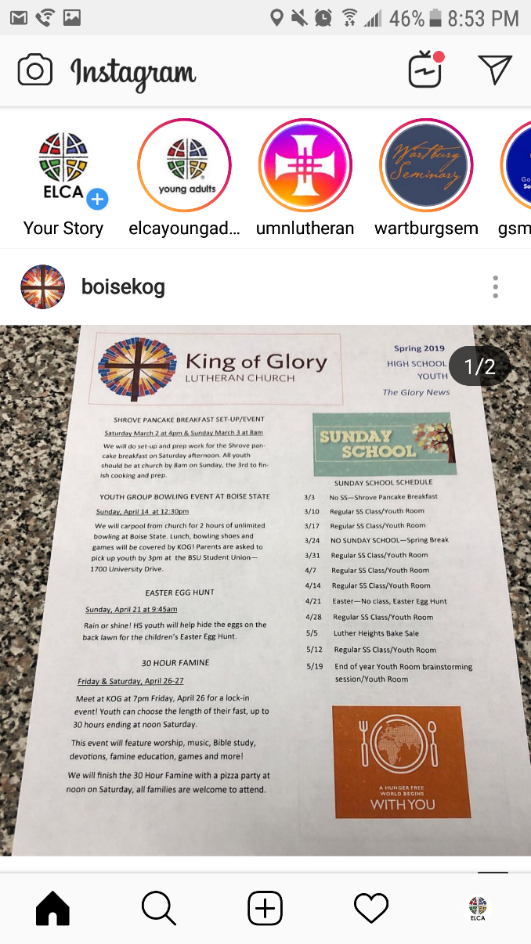 46% 8:53 PM
Instagram
ELCA
young adults
Wartburg
Seminary
Your Story elcayoungad... umnlutheran wartburgsem gsm
boisekog
1/2
King of Glory
LUTHERAN CHURCH
Spring 2019
HIGH SCHOOL
YOUTH
The Glory News
SHROVE PANCAKE BREAKFAST SET-UP/EVENT
Saturday March 2 at 4pm & Sunday March 3 at 8am
We will do set-up and prep work for the Shrove pan-
cake breakfast on Saturday afternoon. All youth
should be at church by 8am on Sunday, the 3rd to fin-
ish cooking and prep.
YOUTH GROUP BOWLING EVENT AT BOISE STATE
Sunday, April 14 at 12:30pm
We will carpool from church for 2 hours of unlimited
bowling at Boise State. Lunch, bowling shoes and
games will be covered by KOG! Parents are asked to
pick up youth by 3pm at the BSU Student Union—
1700 University Drive.
EASTER EGG HUNT
Sunday, April 21 at 9:45am
Rain or shine! HS youth will help hide the eggs on the
back lawn for the children's Easter Egg Hunt.
30 HOUR FAMINE
Friday & Saturday, April 26-27
Meet at KOG at 7pm Friday, April 26 for a lock-in
event! Youth can choose the length of their fast, up to
30 hours ending at noon Saturday.
This event will feature worship, music, Bible study,
devotions, famine education, games and more!
We will finish the 30 Hour Famine with a pizza party at
noon on Saturday, all families are welcome to attend.
SUNDAY
SCHOOL
SUNDAY SCHOOL SCHEDULE
3/3 No SS—Shrove Pancake Breakfast
3/10 Regular SS Class/Youth Room
3/17 Regular SS Class/Youth Room
3/24 NO SUNDAY SCHOOL—Spring Break
3/31 Regular SS Class/Youth Room
4/7 Regular SS Class/Youth Room
4/14 Regular SS Class/Youth Room
4/21 Easter—No class, Easter Egg Hunt
4/28 Regular SS Class/Youth Room
5/5 Luther Heights Bake Sale
5/12 Regular SS Class/Youth Room
5/19 End of year Youth Room brainstorming
session/Youth Room
A HUNGER FREE
WORLD BEGINS
WITH YOU
ELCA